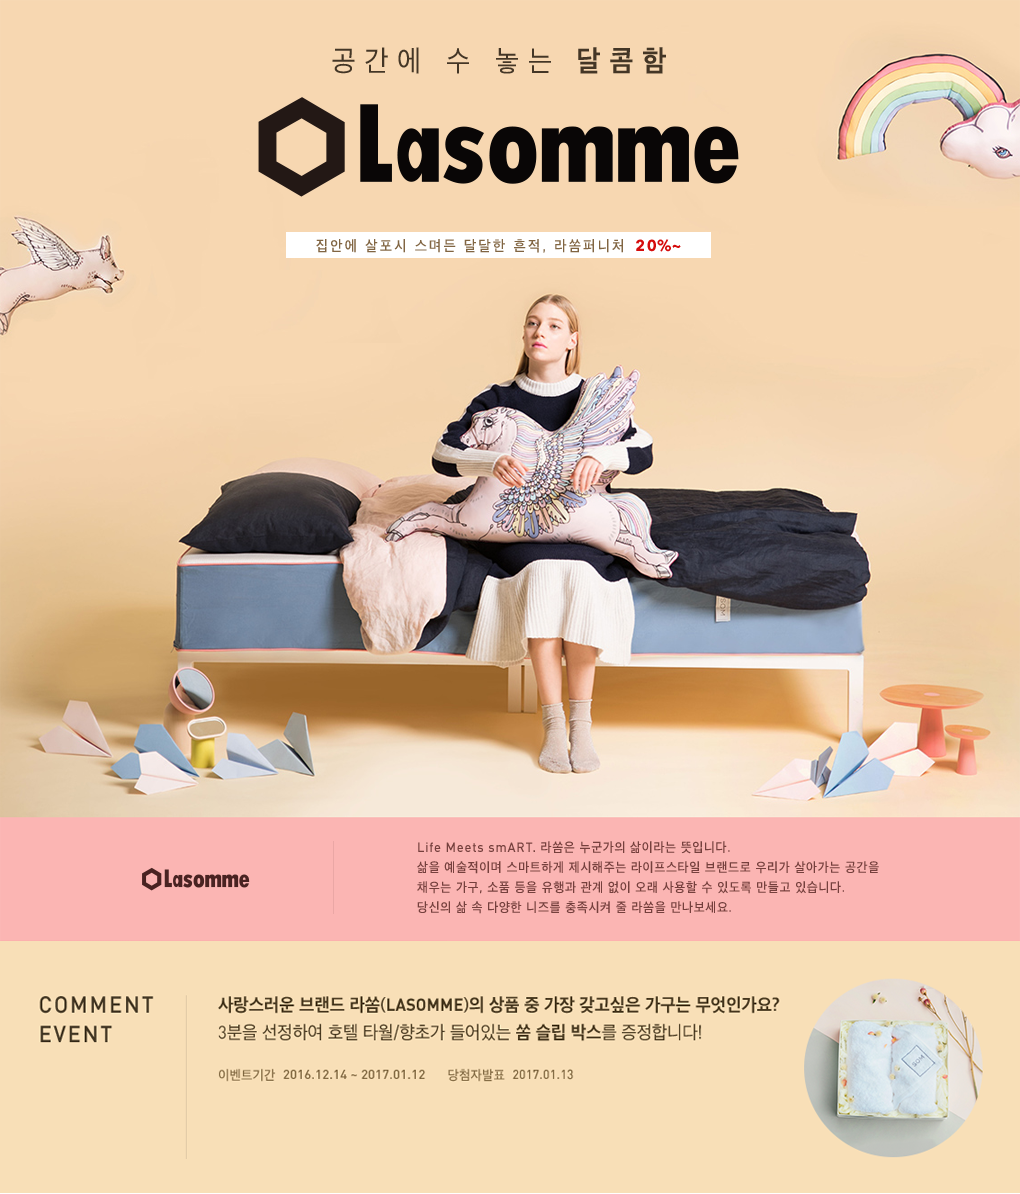 공간에 수 놓는 달콤함
Lasomme
집안에 살포시 스며든 달달한 흔적, 라쏨퍼니처 20%~
SOM
Lasomme
Life Meets smART. 라쏨은 누군가의 삶이라는 뜻입니다.
삶을 예술적이며 스마트하게 제시해주는 라이프스타일 브랜드로 우리가 살아가는 공간을
채우는 가구, 소품 등을 유행과 관계 없이 오래 사용할 수 있도록 만들고 있습니다.
당신의 삶 속 다양한 니즈를 충족시켜 줄 라쏨을 만나보세요.
COMMENT
EVENT
사랑스러운 브랜드 라쏨(LASOMME)의 상품 중 가장 갖고싶은 가구는 무엇인가요?
3분을 선정하여 호텔 타월/향초가 들어있는 쏨 슬립 박스를 증정합니다!
이벤트기간 2016.12.14 ~ 2017.01.12 당첨자발표 2017.01.13
SOM